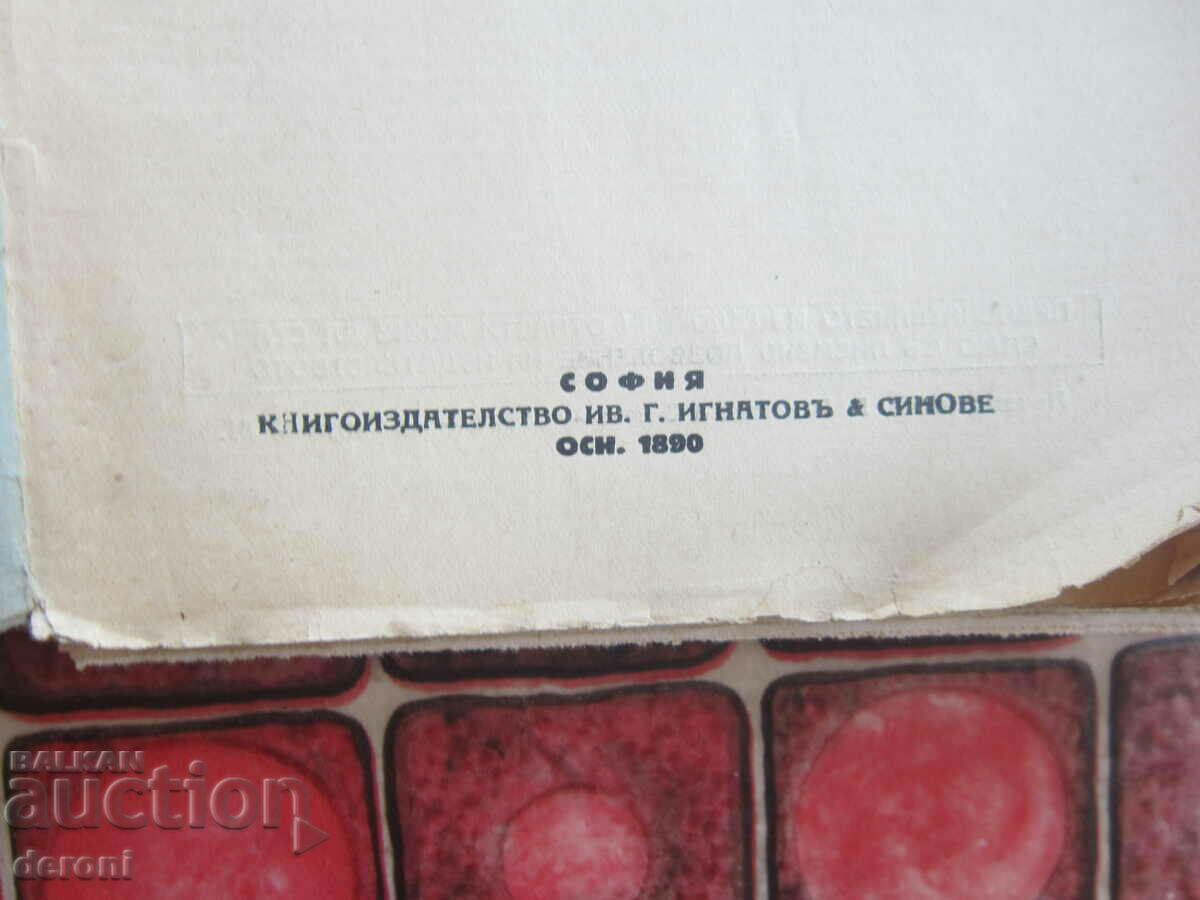 СОФИЯ
КНИГОИЗДАТЕЛСТВО ИВ. Г. ИГНАТОВЪ & СИНОВЕ
ОСН. 1890
BALKAN
auction
deroni